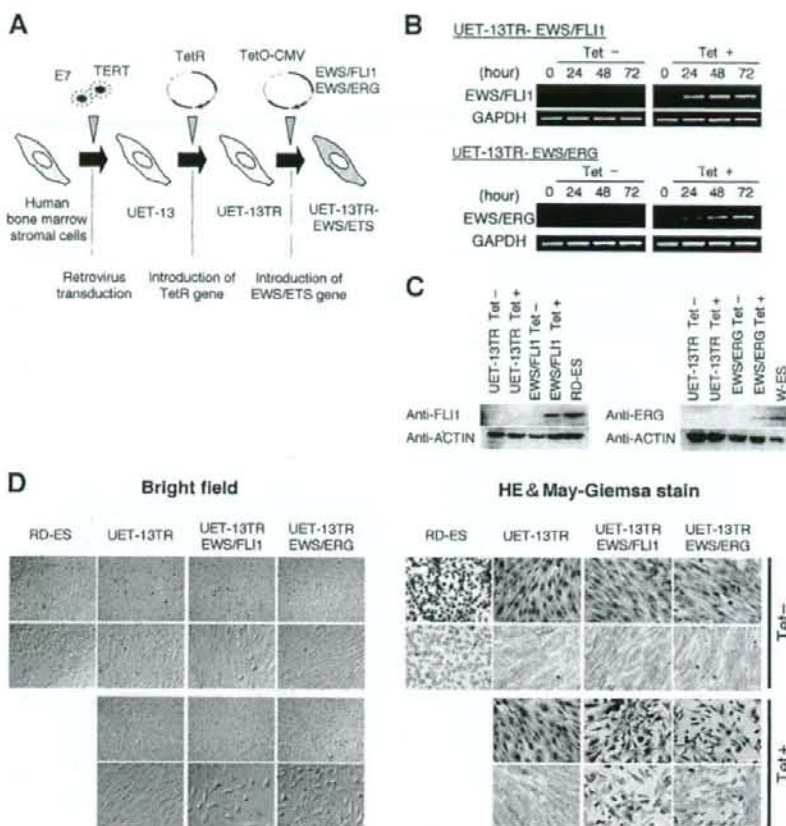 A
E7
TERT
TetR
TetO-CMV
EWS/FLI1
EWS/ERG
Human
bone marrow
stromal cells
UET-13
UET-13TR
UET-13TR-
EWS/ETS
Retrovirus
transduction
Introduction of
TetR gene
Introduction of
EWS/ETS gene
B
UET-13TR- EWS/FLI1
Tet −
Tet +
(hour) 0 24 48 72 0 24 48 72
EWS/FLI1
GAPDH
UET-13TR- EWS/ERG
Tet −
Tet +
(hour) 0 24 48 72 0 24 48 72
EWS/ERG
GAPDH
C
UET-13TR Tet −
UET-13TR Tet +
EWS/FLI1 Tet −
EWS/FLI1 Tet +
RD-ES
Anti-FLI1
Anti-ACTIN
UET-13TR Tet −
UET-13TR Tet +
EWS/ERG Tet −
EWS/ERG Tet +
W-ES
Anti-ERG
Anti-ACTIN
D
Bright field
RD-ES
UET-13TR
UET-13TR
EWS/FLI1
UET-13TR
EWS/ERG
HE & May-Giemsa stain
RD-ES
UET-13TR
UET-13TR
EWS/FLI1
UET-13TR
EWS/ERG
Tet−
Tet+